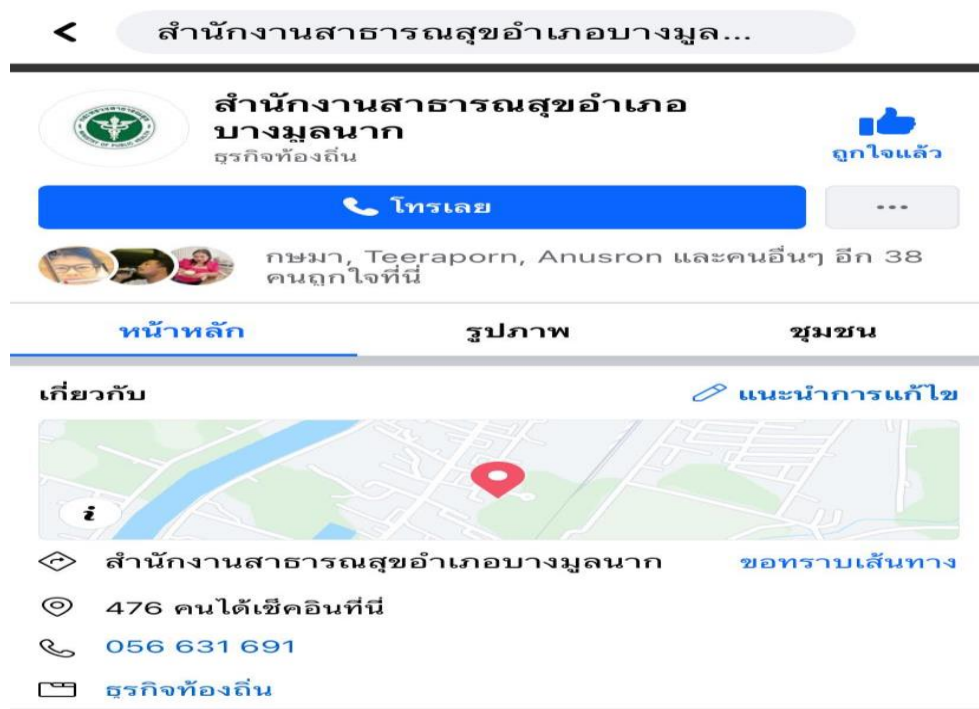 สำนักงานสาธารณสุขอำเภอบางมูล...
สำนักงานสาธารณสุขอำเภอ
บางมูลนาก
ธุรกิจท้องถิ่น
ถูกใจแล้ว
โทรเลย
กษมา, Teeraporn, Anusron และคนอื่นๆ อีก 38
คนถูกใจที่นี่
หน้าหลัก
รูปภาพ
ชุมชน
เกี่ยวกับ
แนะนำการแก้ไข
สำนักงานสาธารณสุขอำเภอบางมูลนาก
ขอทราบเส้นทาง
476 คนได้เช็คอินที่นี่
056 631 691
ธุรกิจท้องถิ่น